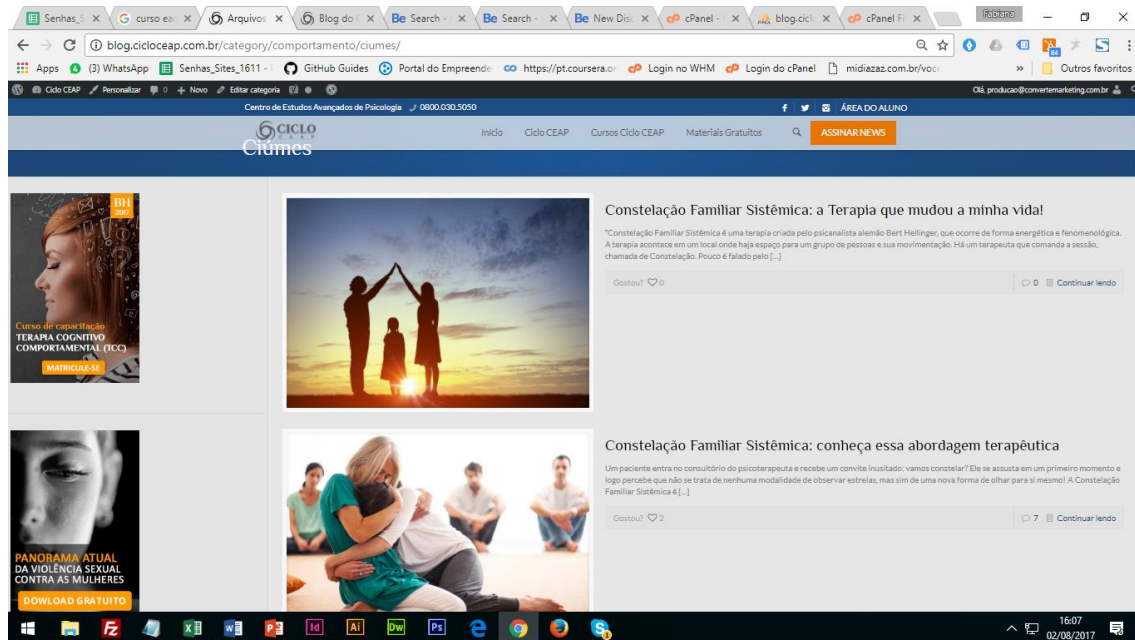 Senhas_S
curso ea
Arquivos
Blog do
Search -
Search -
New Disc
cPanel -
blog.cicl
cPanel Fi
Fabiana
blog.cicloceap.com.br/category/comportamento/ciumes/
Apps
(3) WhatsApp
Senhas_Sites_1611 -
GitHub Guides
Portal do Empreende
https://pt.coursera.or
Login no WHM
Login do cPanel
midiazaz.com.br/voce
»
Outros favoritos
Ciclo CEAP
Personalizar
0
+ Novo
Editar categoria
Olá, producao@convertemarketing.com.br
Centro de Estudos Avançados de Psicologia
0800.030.5050
ÁREA DO ALUNO
CICLO
CEAP
Início
Ciclo CEAP
Cursos Ciclo CEAP
Materiais Gratuitos
ASSINAR NEWS
Ciúmes
BH
2017
Curso de capacitação
TERAPIA COGNITIVO
COMPORTAMENTAL (TCC)
MATRICULE-SE
Constelação Familiar Sistêmica: a Terapia que mudou a minha vida!
"Constelação Familiar Sistêmica é uma terapia criada pelo psicanalista alemão Bert Hellinger, que ocorre de forma energética e fenomenológica.
A terapia acontece em um local onde haja espaço para um grupo de pessoas e sua movimentação. Há um terapeuta que comanda a sessão,
chamada de Constelação. Pouco é falado pelo [...]
Gostou? 0
0 Continuar lendo
PANORAMA ATUAL
DA VIOLÊNCIA SEXUAL
CONTRA AS MULHERES
DOWLOAD GRATUITO
Constelação Familiar Sistêmica: conheça essa abordagem terapêutica
Um paciente entra no consultório do psicoterapeuta e recebe um convite inusitado: vamos constelar? Ele se assusta em um primeiro momento e
logo percebe que não se trata de nenhuma modalidade de observar estrelas, mas sim de uma nova forma de olhar para si mesmo! A Constelação
Familiar Sistêmica é [...]
Gostou? 2
7 Continuar lendo
16:07
02/08/2017